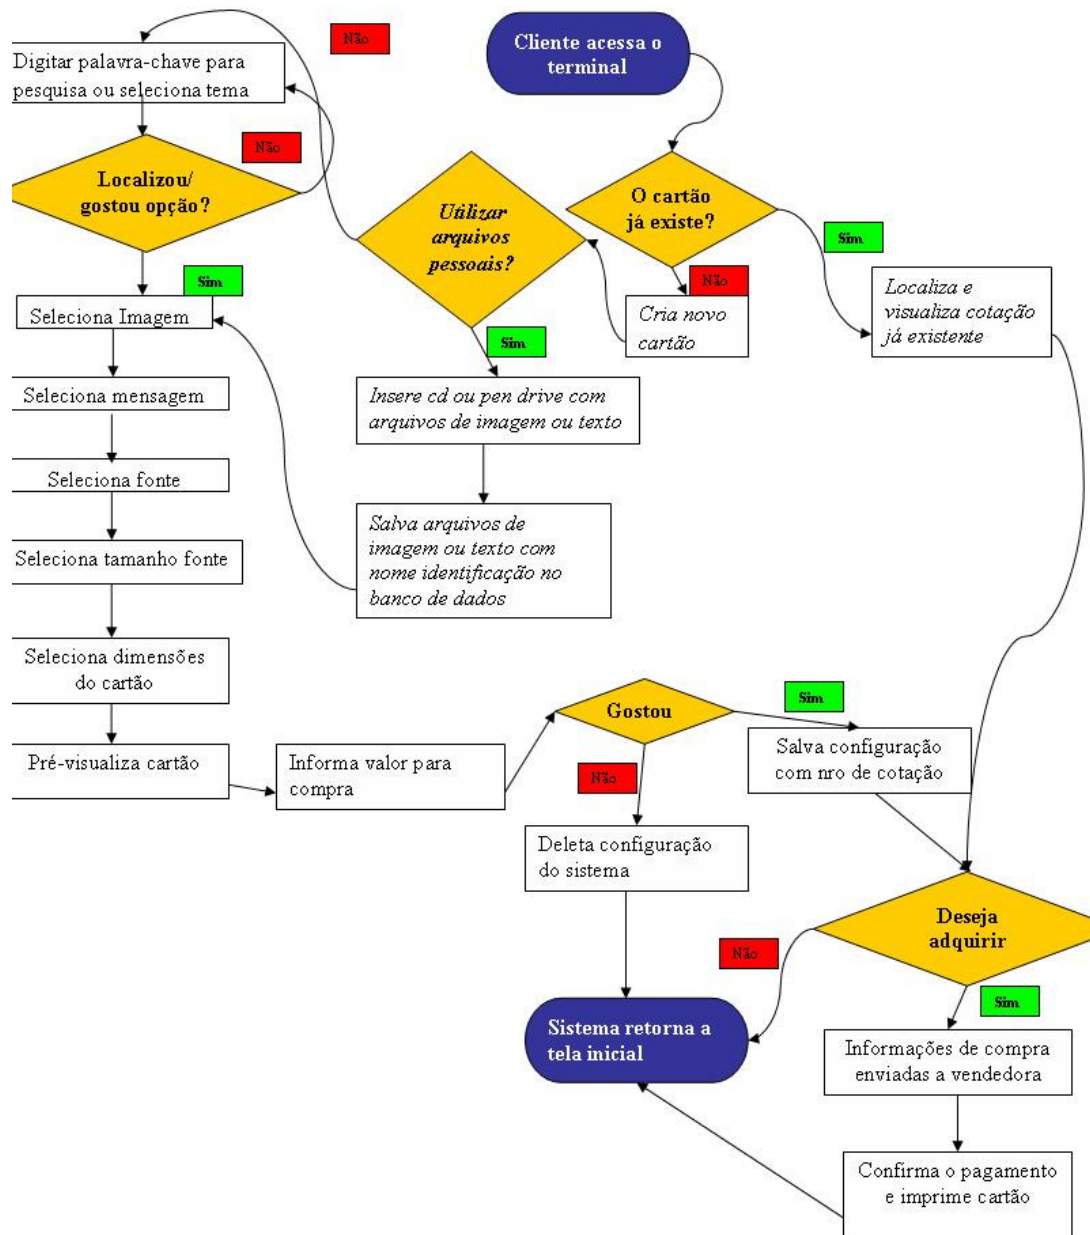 Não
Cliente acessa o
terminal
Digitar palavra-chave para
pesquisa ou seleciona tema
Não
Localizou/
gostou opção?
Utilizar
arquivos
pessoais?
O cartão
já existe?
Sim
Sim
Não
Localiza e
visualiza cotação
já existente
Seleciona Imagem
Cria novo
cartão
Sim
Seleciona mensagem
Insere cd ou pen drive com
arquivos de imagem ou texto
Seleciona fonte
Salva arquivos de
imagem ou texto com
nome identificação no
banco de dados
Seleciona tamanho fonte
Seleciona dimensões
do cartão
Gostou
Sim
Pré-visualiza cartão
Informa valor para
compra
Não
Salva configuração
com nro de cotação
Deleta configuração
do sistema
Deseja
adquirir
Não
Sim
Sistema retorna a
tela inicial
Informações de compra
enviadas a vendedora
Confirma o pagamento
e imprime cartão